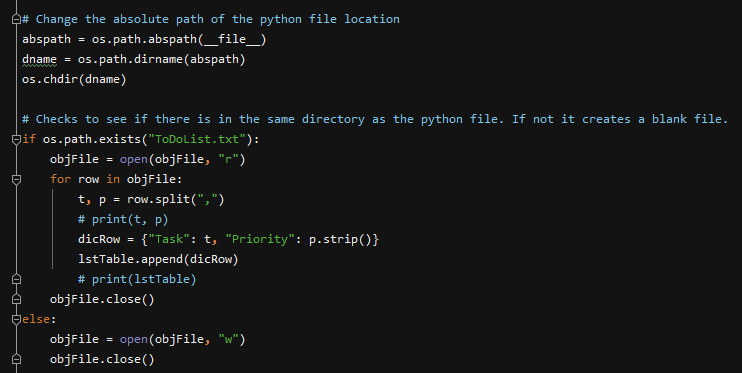 # Change the absolute path of the python file location
abspath = os.path.abspath(__file__)
dname = os.path.dirname(abspath)
os.chdir(dname)

# Checks to see if there is in the same directory as the python file. If not it creates a blank file.
if os.path.exists("ToDoList.txt"):
    objFile = open(objFile, "r")
    for row in objFile:
        t, p = row.split(",")
        # print(t, p)
        dicRow = {"Task": t, "Priority": p.strip()}
        lstTable.append(dicRow)
        # print(lstTable)
    objFile.close()
else:
    objFile = open(objFile, "w")
    objFile.close()